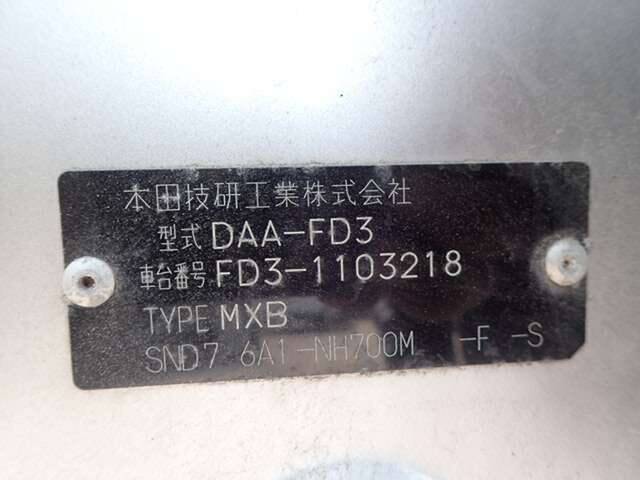 本田技研工業株式会社
型式 DAA-FD3
車台番号 FD3-1103218
TYPE MXB
SND7 6A1-NH700M -F -S